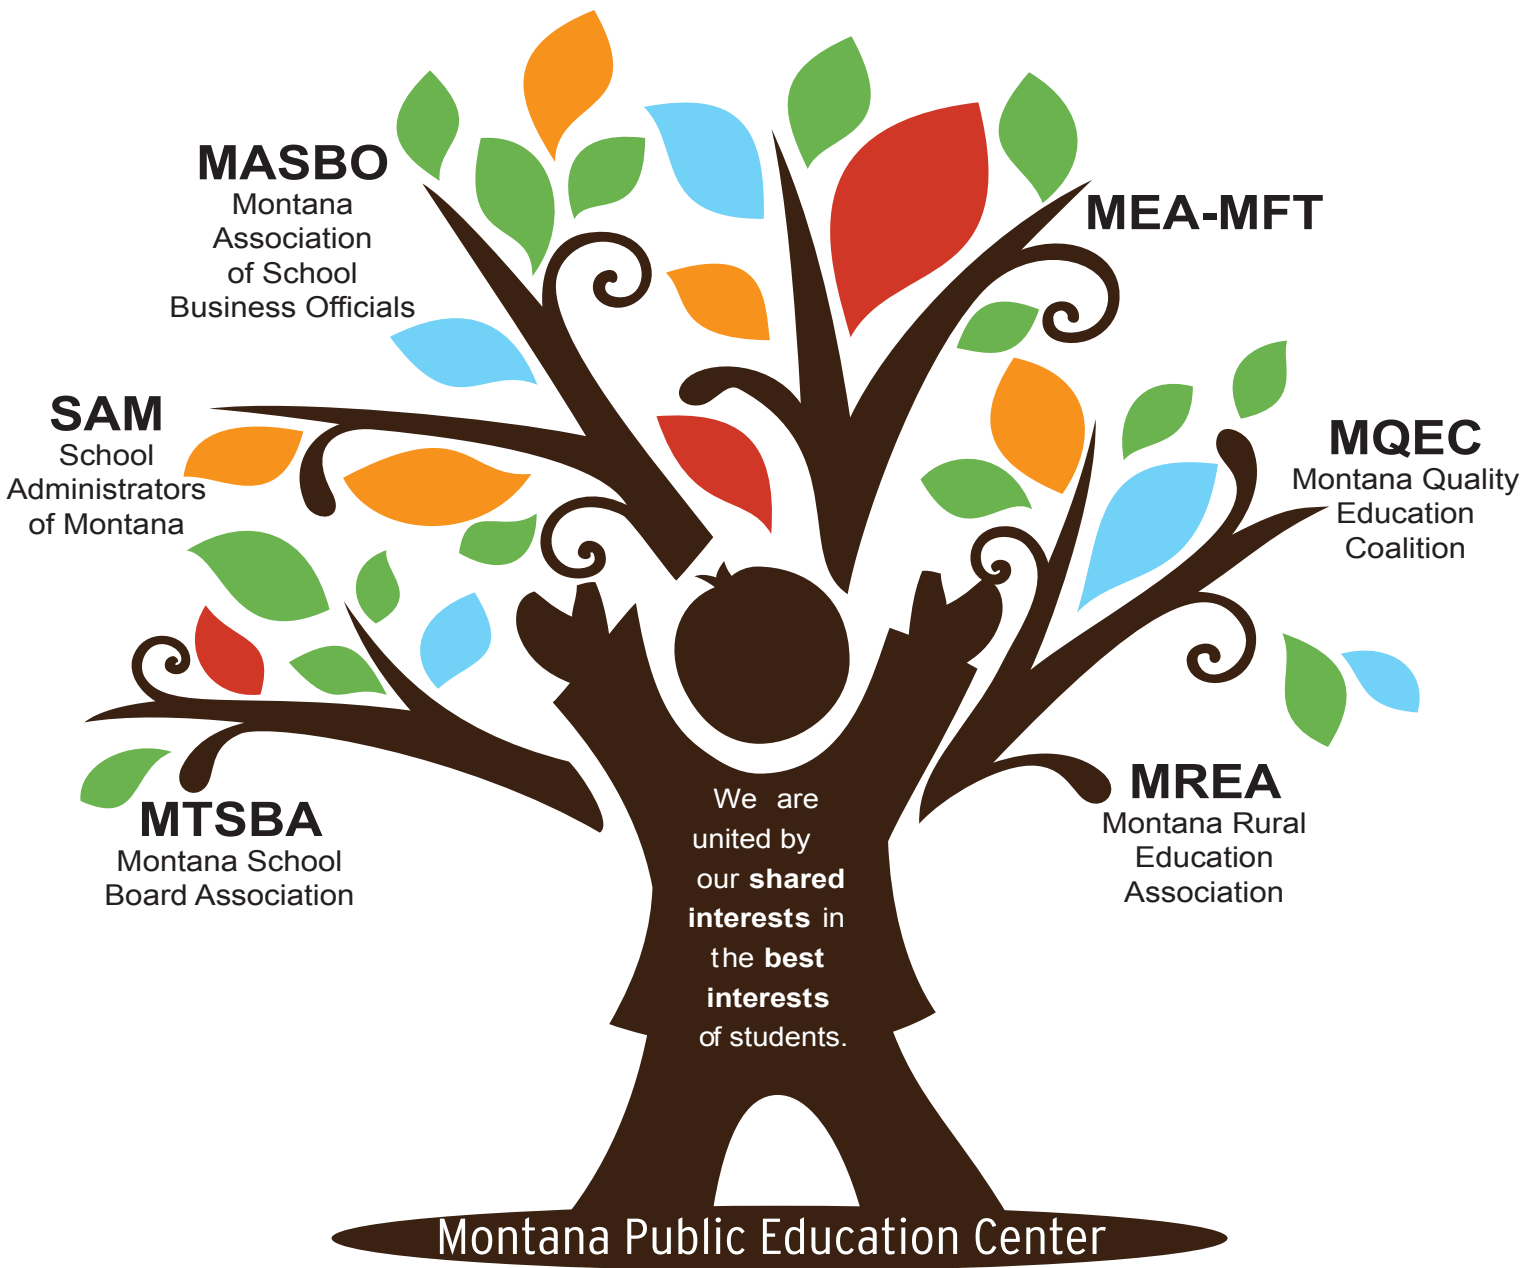 MASBO
Montana
Association
of School
Business Officials
MEA-MFT
SAM
School
Administrators
of Montana
MQEC
Montana Quality
Education
Coalition
MTSBA
Montana School
Board Association
MREA
Montana Rural
Education
Association
We are
united by
our shared
interests in
the best
interests
of students.
Montana Public Education Center